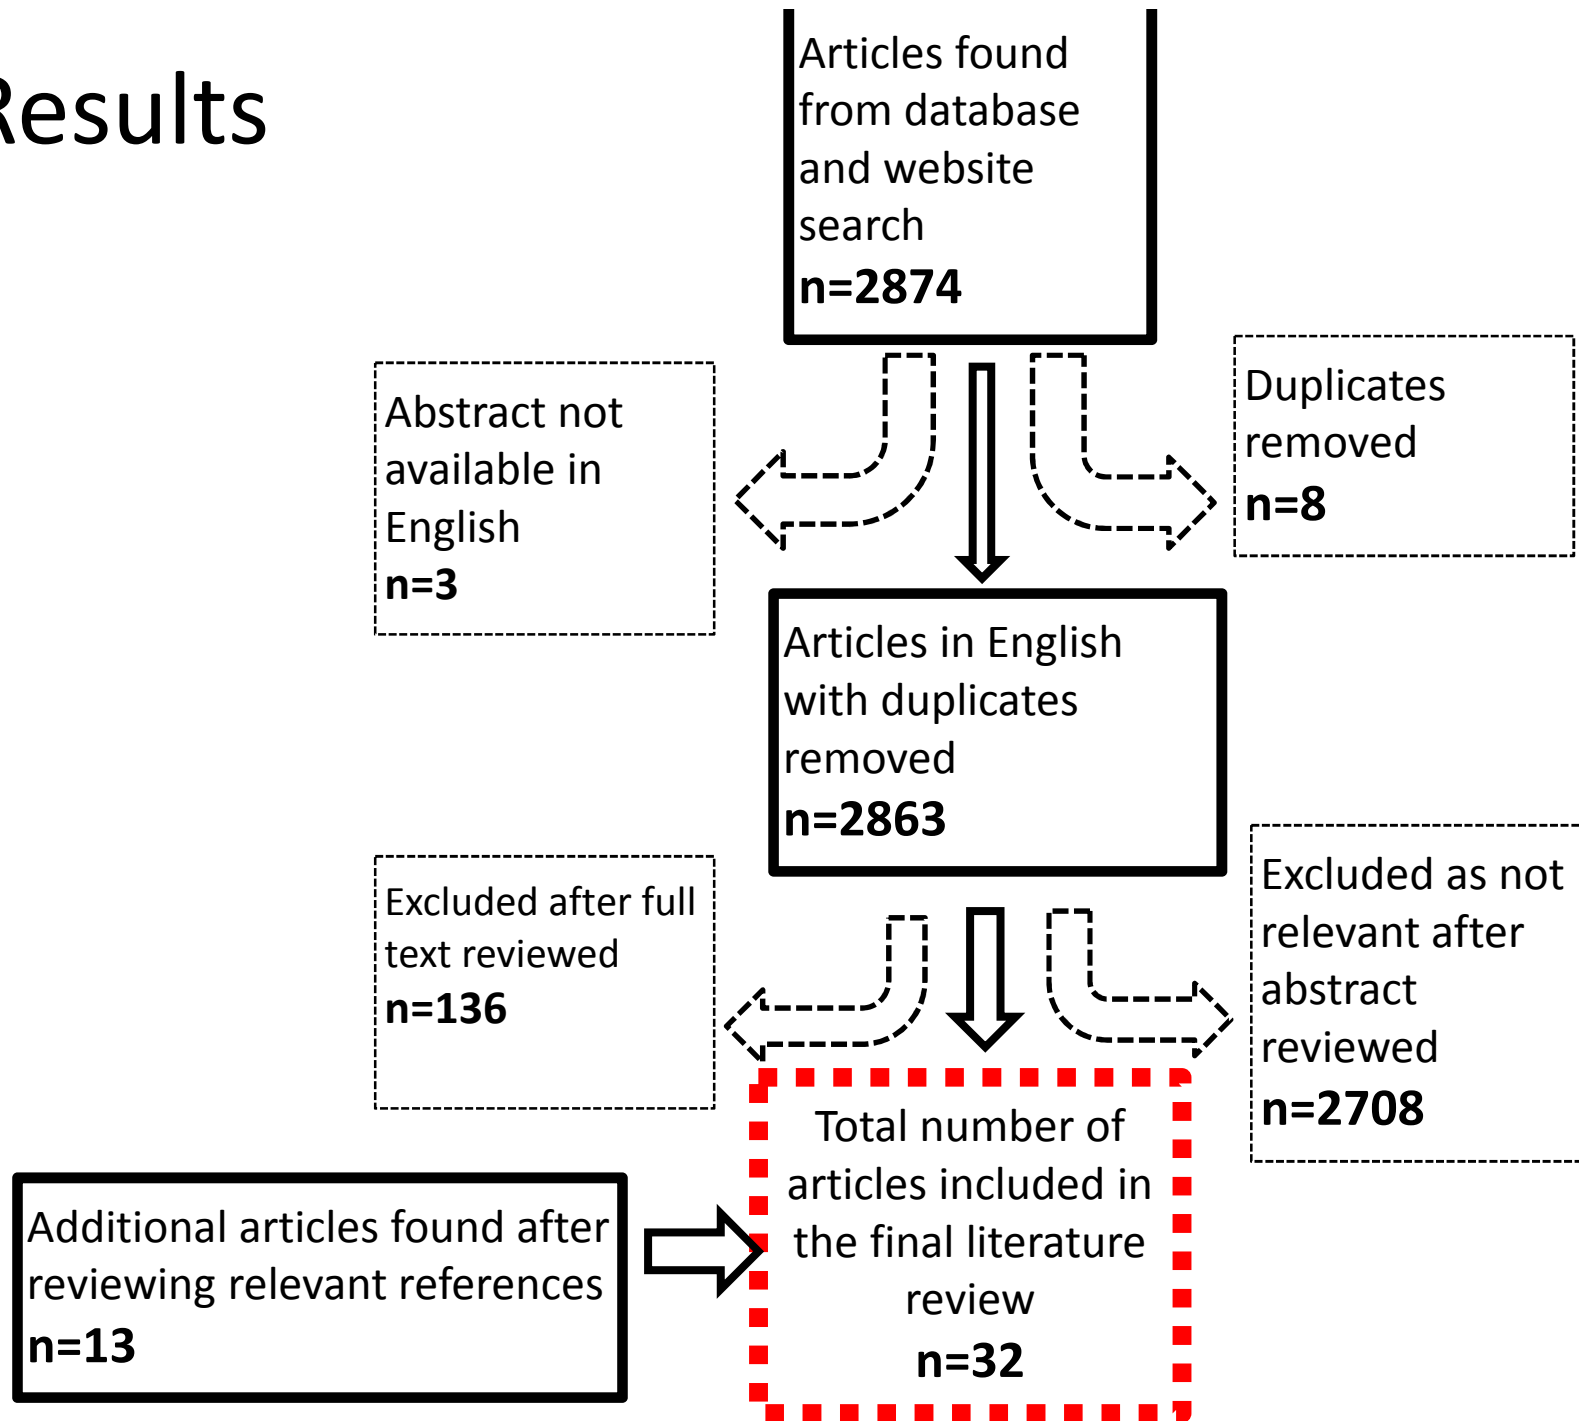 Results
Articles found
from database
and website
search
n=2874
Abstract not
available in
English
n=3
Duplicates
removed
n=8
Articles in English
with duplicates
removed
n=2863
Excluded after full
text reviewed
n=136
Excluded as not
relevant after
abstract
reviewed
n=2708
Additional articles found after
reviewing relevant references
n=13
Total number of
articles included in
the final literature
review
n=32